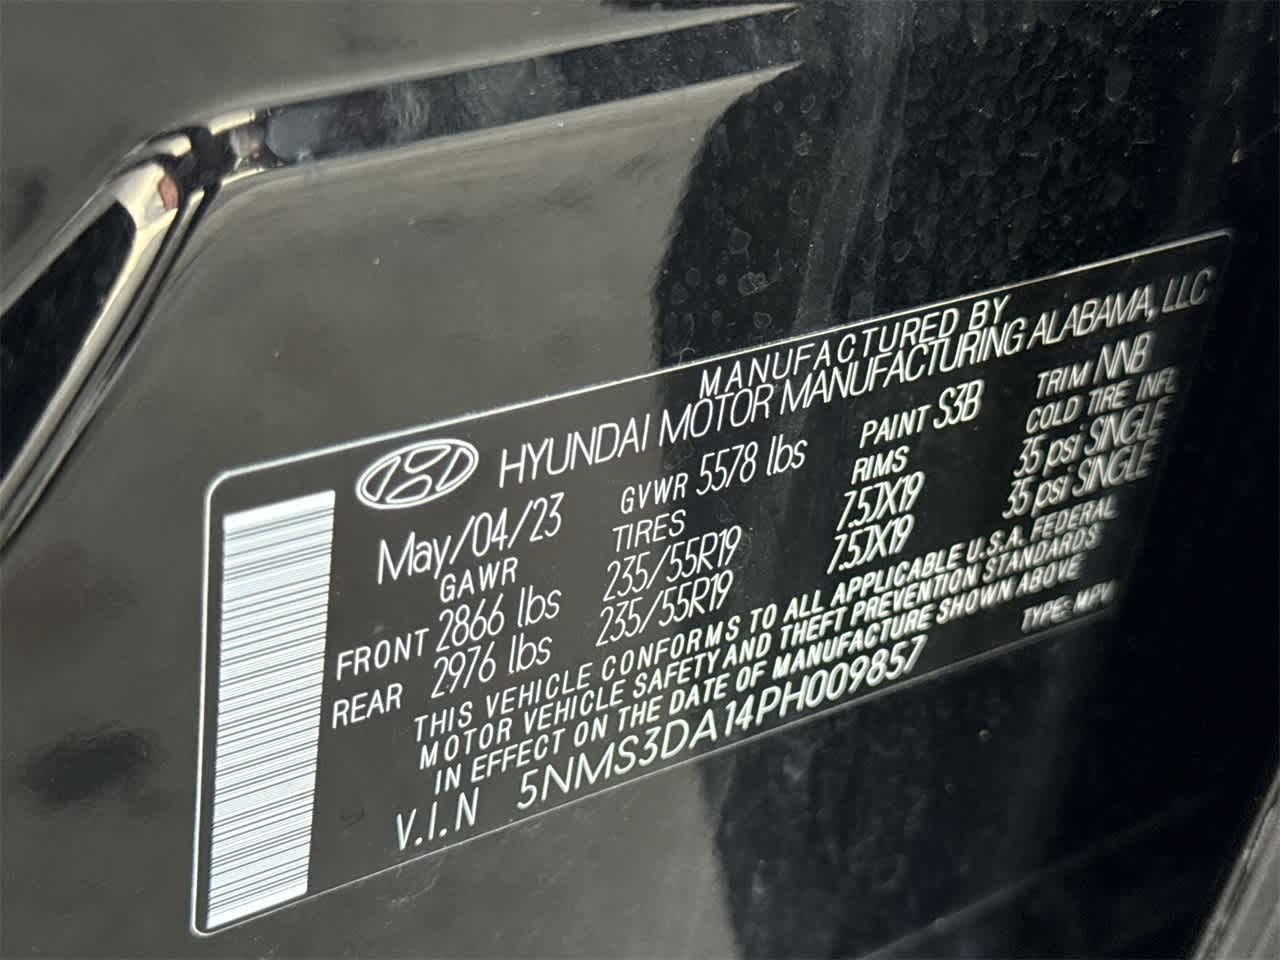 MANUFACTURED BY
HYUNDAI MOTOR MANUFACTURING ALABAMA, LLC
May/04/23 GVWR 5578 lbs PAINT S3B TRIM NNB
GAWR TIRES RIMS COLD TIRE INFL
FRONT 2866 lbs 235/55R19 7.5JX19 35 psi SINGLE
REAR 2976 lbs 235/55R19 7.5JX19 35 psi SINGLE
THIS VEHICLE CONFORMS TO ALL APPLICABLE U.S.A. FEDERAL
MOTOR VEHICLE SAFETY AND THEFT PREVENTION STANDARDS
IN EFFECT ON THE DATE OF MANUFACTURE SHOWN ABOVE
V.I.N 5NMS3DA14PH009857 TYPE: MPV